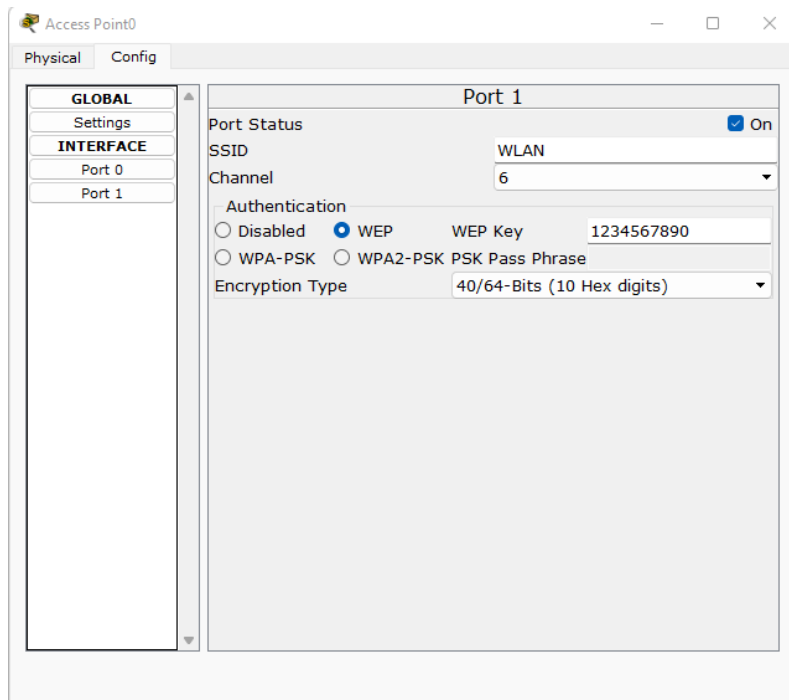 Access Point0
Physical Config
GLOBAL
Settings
INTERFACE
Port 0
Port 1
Port 1
Port Status On
SSID WLAN
Channel 6
Authentication
Disabled WEP WEP Key 1234567890
WPA-PSK WPA2-PSK PSK Pass Phrase
Encryption Type 40/64-Bits (10 Hex digits)